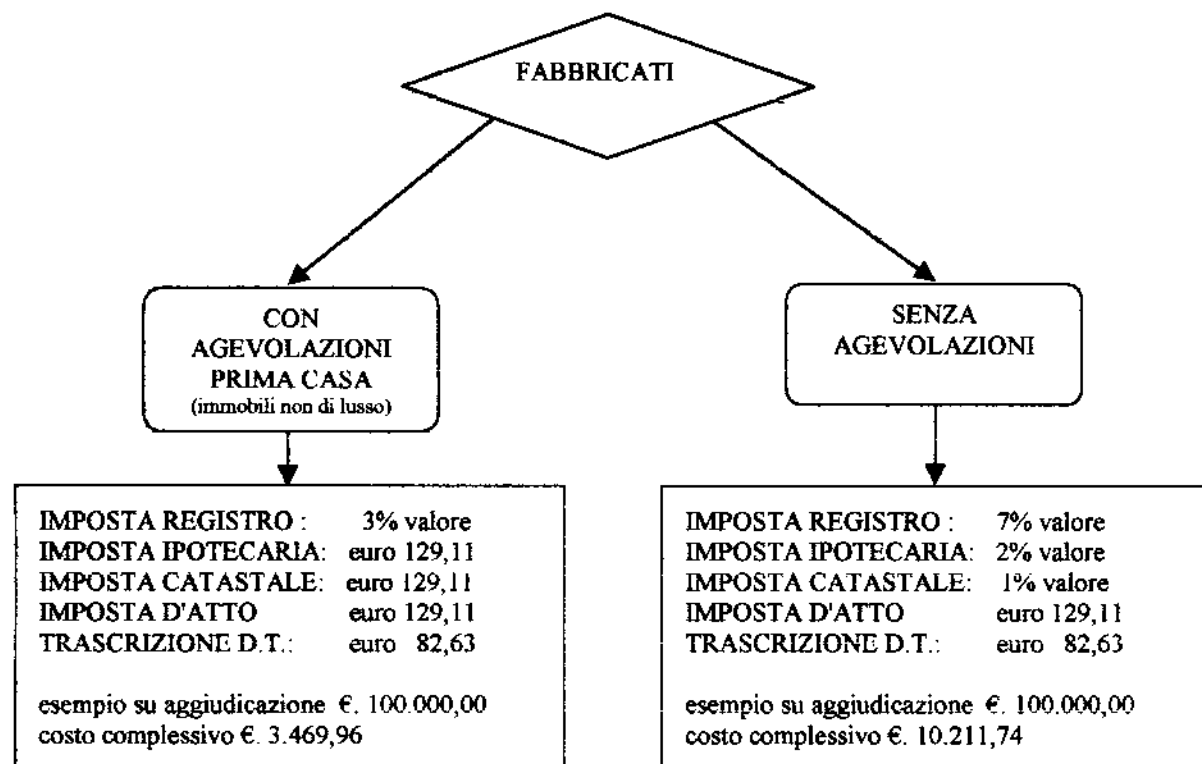 FABBRICATI
CON
AGEVOLAZIONI
PRIMA CASA
(immobili non di lusso)
SENZA
AGEVOLAZIONI
IMPOSTA REGISTRO : 3% valore
IMPOSTA IPOTECARIA: euro 129,11
IMPOSTA CATASTALE: euro 129,11
IMPOSTA D'ATTO euro 129,11
TRASCRIZIONE D.T.: euro 82,63
esempio su aggiudicazione €. 100.000,00
costo complessivo €. 3.469,96
IMPOSTA REGISTRO : 7% valore
IMPOSTA IPOTECARIA: 2% valore
IMPOSTA CATASTALE: 1% valore
IMPOSTA D'ATTO euro 129,11
TRASCRIZIONE D.T.: euro 82,63
esempio su aggiudicazione €. 100.000,00
costo complessivo €. 10.211,74